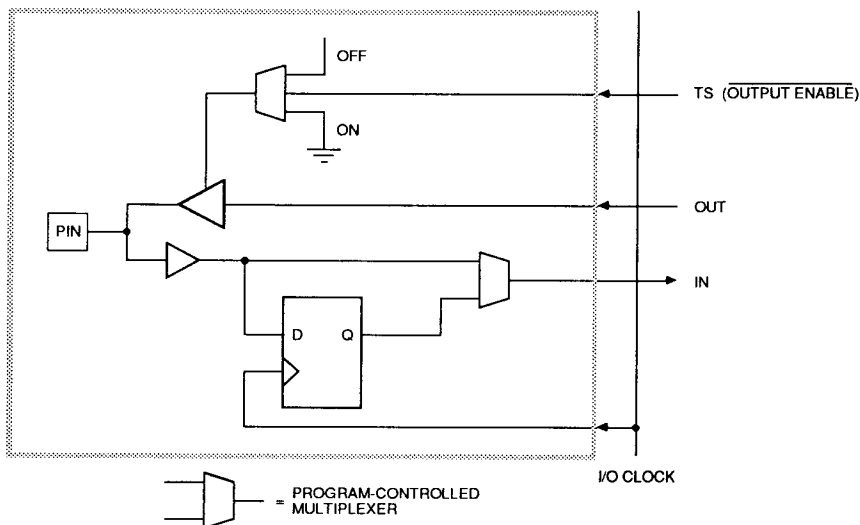 OFF
TS (OUTPUT ENABLE)
ON
OUT
PIN
IN
D Q
I/O CLOCK
= PROGRAM-CONTROLLED
MULTIPLEXER